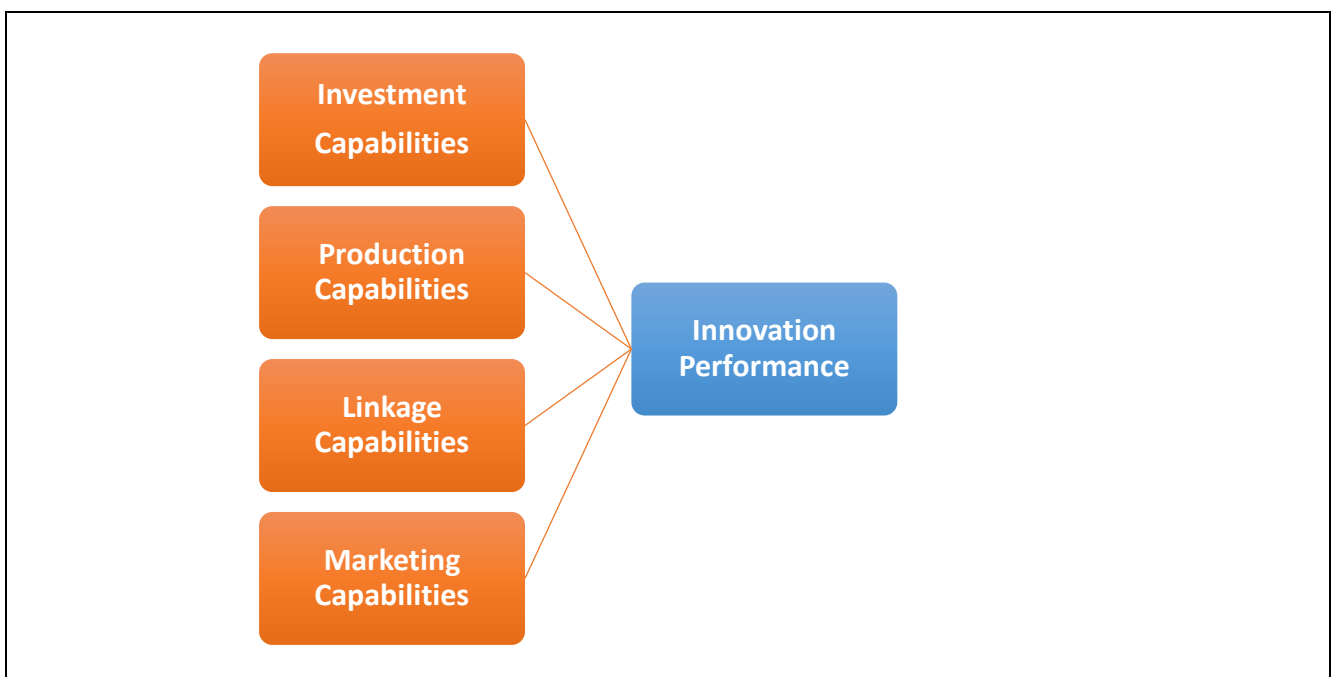 Investment
Capabilities
Production
Capabilities
Linkage
Capabilities
Marketing
Capabilities
Innovation
Performance